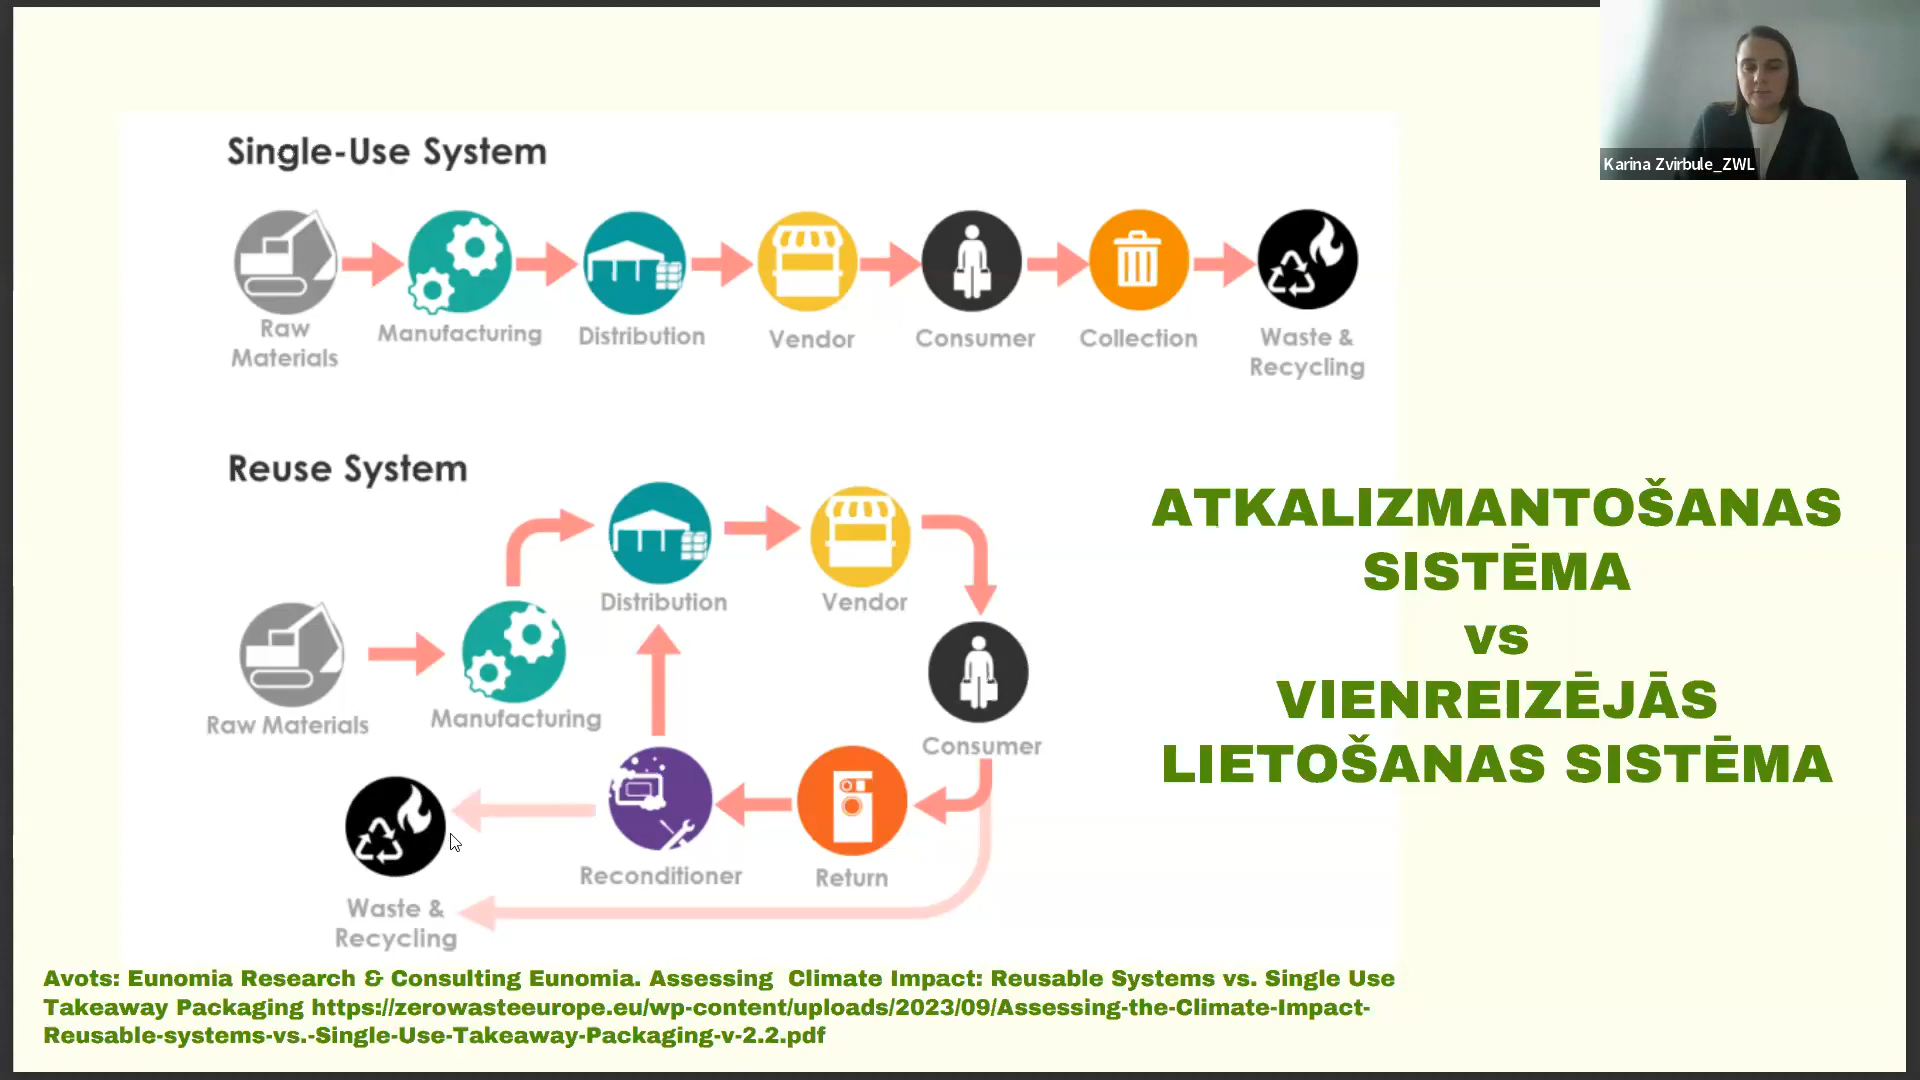 Karina Zvirbule_ZWL
Single-Use System
Raw
Materials
Manufacturing
Distribution
Vendor
Consumer
Collection
Waste &
Recycling
Reuse System
Distribution
Vendor
Raw Materials
Manufacturing
Consumer
Reconditioner
Return
Waste &
Recycling
ATKALIZMANTOŠANAS
SISTĒMA
vs
VIENREIZĒJĀS
LIETOŠANAS SISTĒMA
Avots: Eunomia Research & Consulting Eunomia. Assessing Climate Impact: Reusable Systems vs. Single Use
Takeaway Packaging https://zerowasteeurope.eu/wp-content/uploads/2023/09/Assessing-the-Climate-Impact-
Reusable-systems-vs.-Single-Use-Takeaway-Packaging-v-2.2.pdf